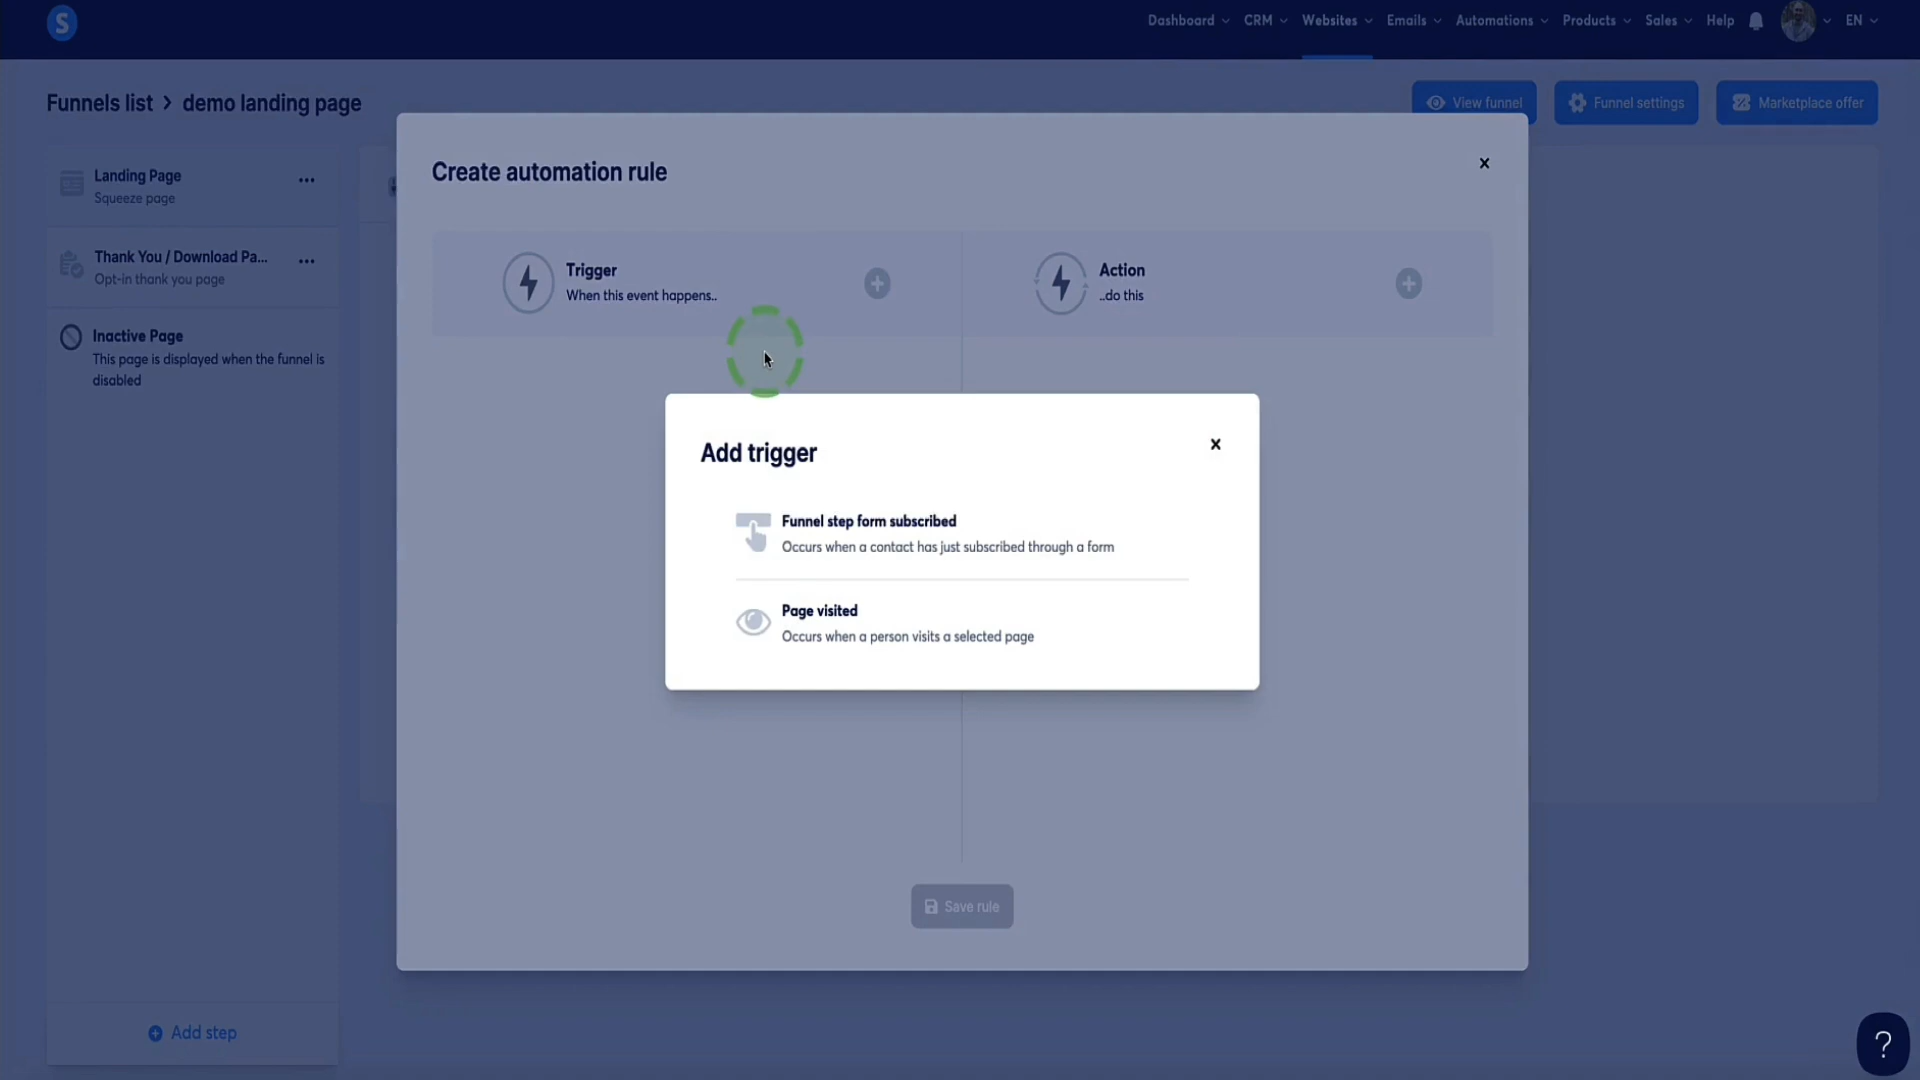 S
Dashboard
CRM
Websites
Emails
Automations
Products
Sales
Help
EN
Funnels list > demo landing page
View funnel
Funnel settings
Marketplace offer
Landing Page
Squeeze page
Thank You / Download Pa...
Opt-in thank you page
Inactive Page
This page is displayed when the funnel is
disabled
Add step
Create automation rule
x
Trigger
When this event happens..
Action
..do this
Add trigger
x
Funnel step form subscribed
Occurs when a contact has just subscribed through a form
Page visited
Occurs when a person visits a selected page
Save rule
?